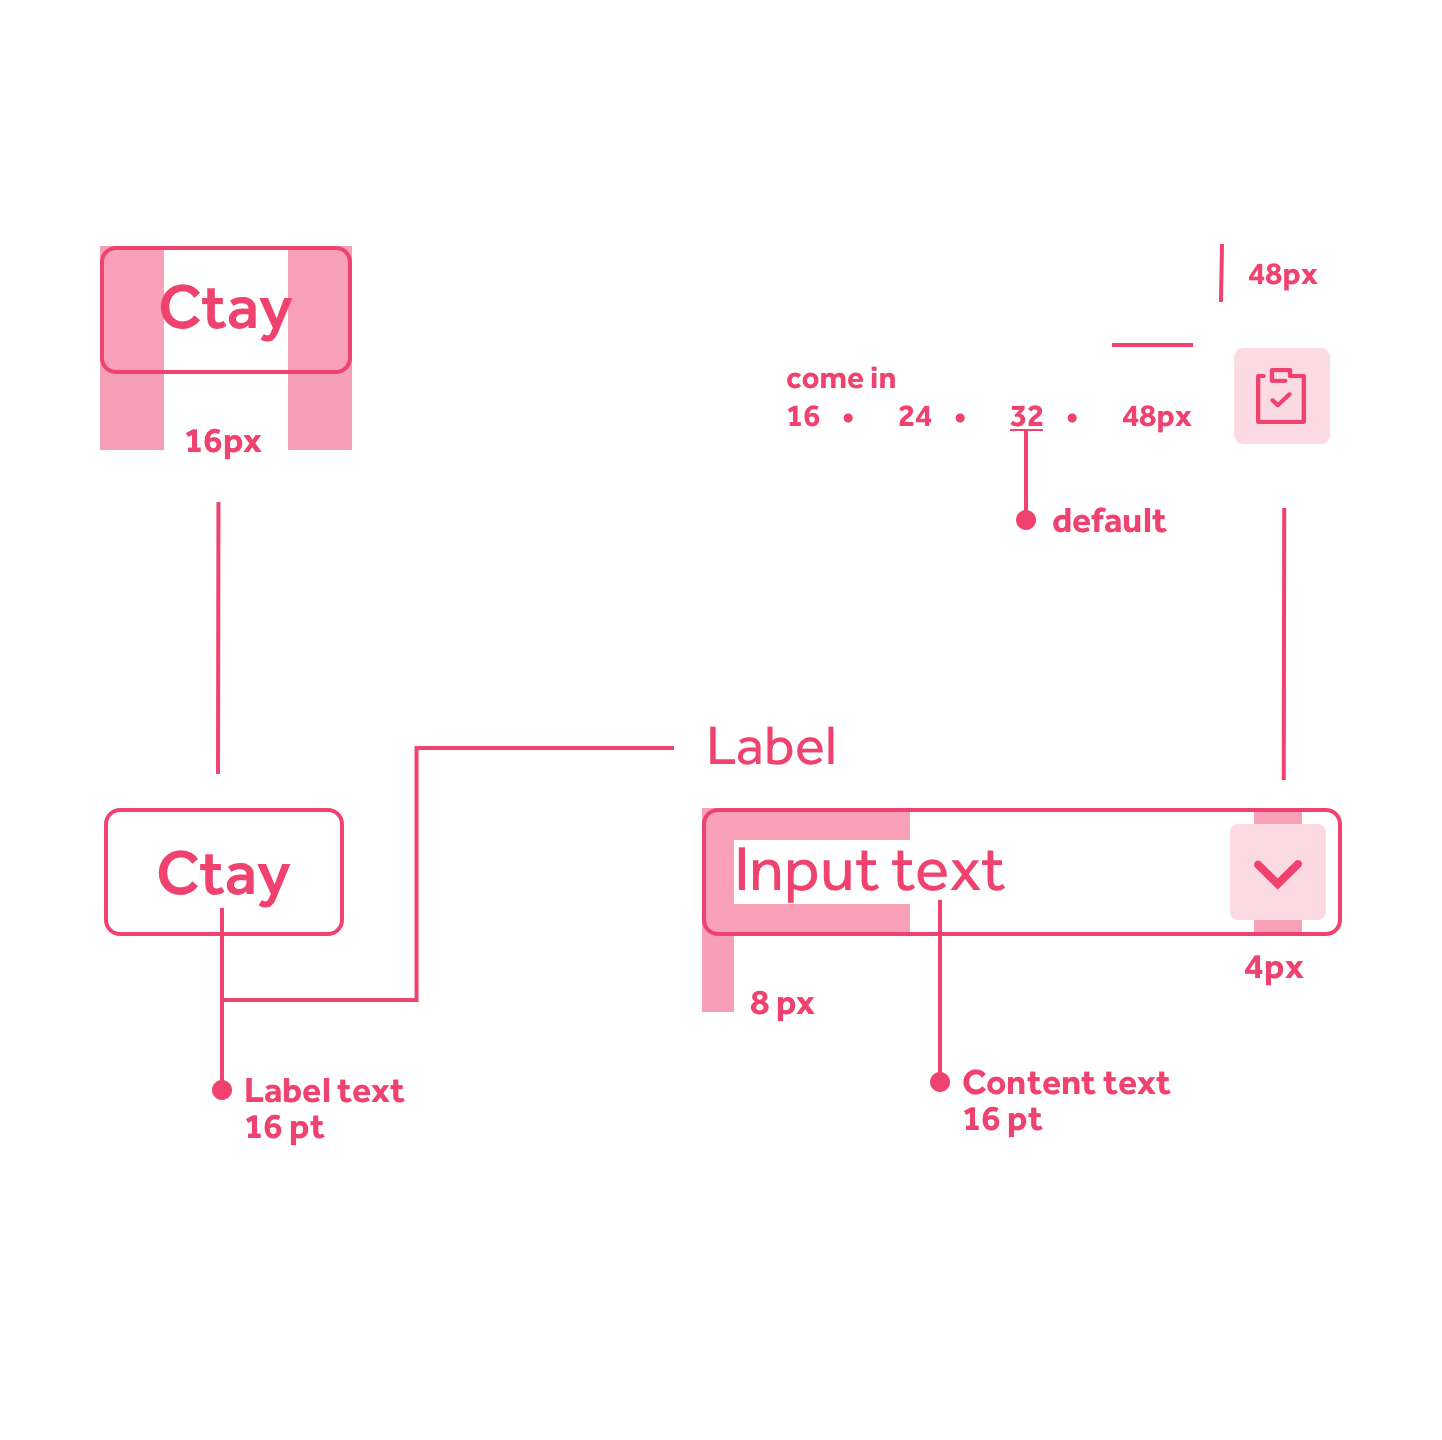 Ctay
16px
48px
come in
16 • 24 • 32 • 48px
default
Label
Ctay
Input text
4px
8 px
Label text
16 pt
Content text
16 pt